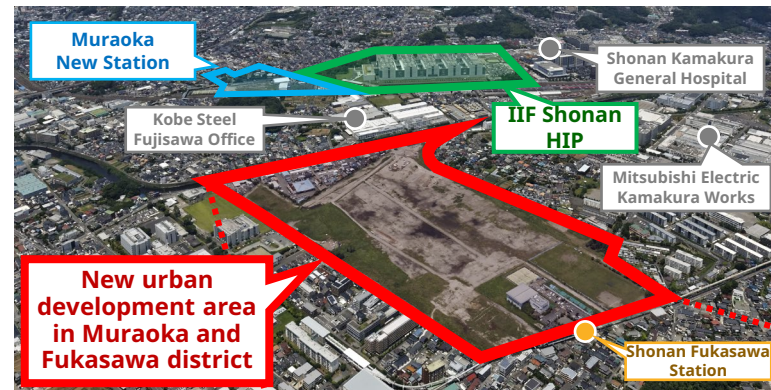 Muraoka
New Station
Shonan Kamakura
General Hospital
Kobe Steel
Fujisawa Office
IIF Shonan
HIP
Mitsubishi Electric
Kamakura Works
New urban
development area
in Muraoka and
Fukasawa district
Shonan Fukasawa
Station